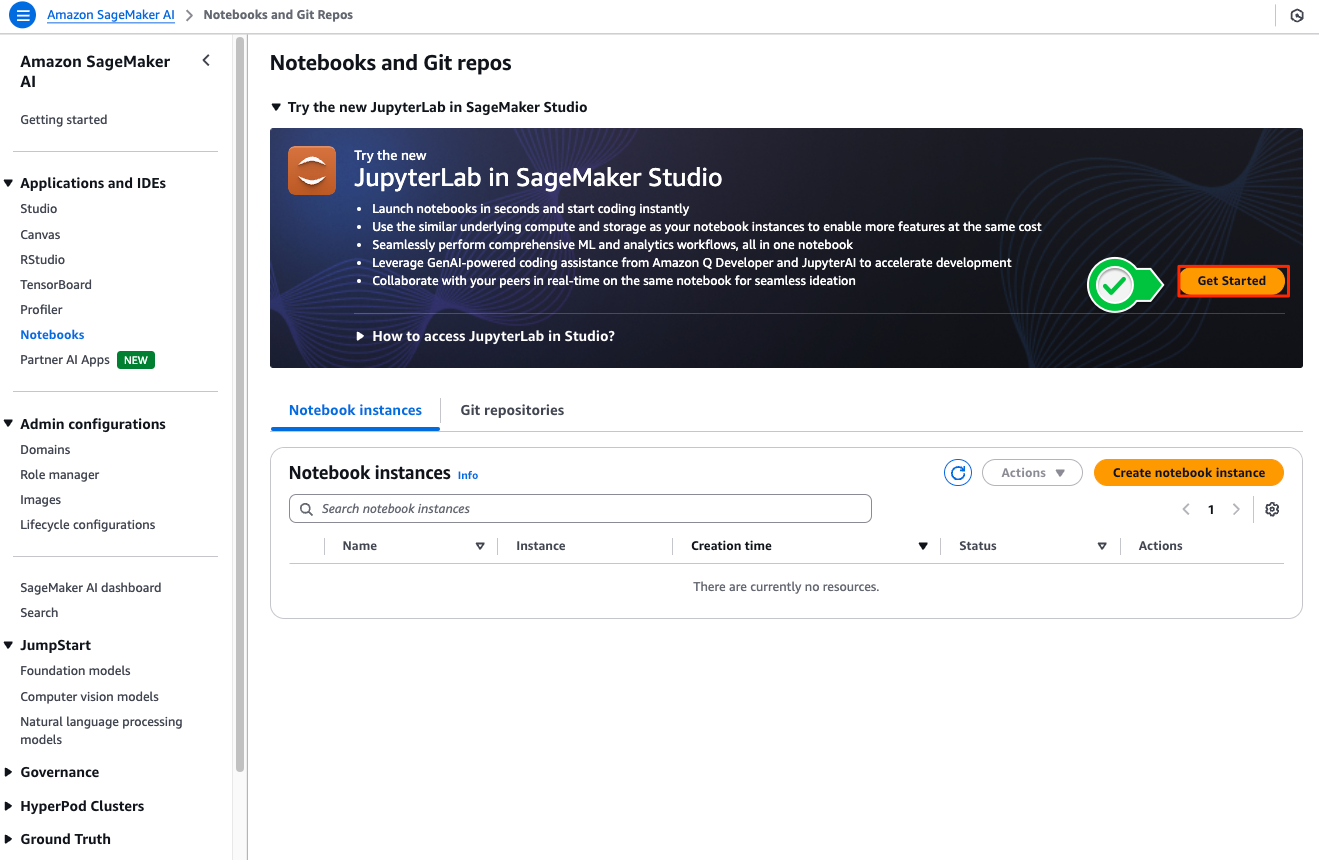 Amazon SageMaker AI > Notebooks and Git Repos
Amazon SageMaker
AI
Getting started
Applications and IDEs
Studio
Canvas
RStudio
TensorBoard
Profiler
Notebooks
Partner AI Apps NEW
Admin configurations
Domains
Role manager
Images
Lifecycle configurations
SageMaker AI dashboard
Search
JumpStart
Foundation models
Computer vision models
Natural language processing
models
Governance
HyperPod Clusters
Ground Truth
Notebooks and Git repos
Try the new JupyterLab in SageMaker Studio
Try the new
JupyterLab in SageMaker Studio
• Launch notebooks in seconds and start coding instantly
• Use the similar underlying compute and storage as your notebook instances to enable more features at the same cost
• Seamlessly perform comprehensive ML and analytics workflows, all in one notebook
• Leverage GenAI-powered coding assistance from Amazon Q Developer and JupyterAI to accelerate development
• Collaborate with your peers in real-time on the same notebook for seamless ideation
Get Started
How to access JupyterLab in Studio?
Notebook instances Git repositories
Notebook instances Info
Actions Create notebook instance
Search notebook instances
1
Name Instance Creation time Status Actions
There are currently no resources.